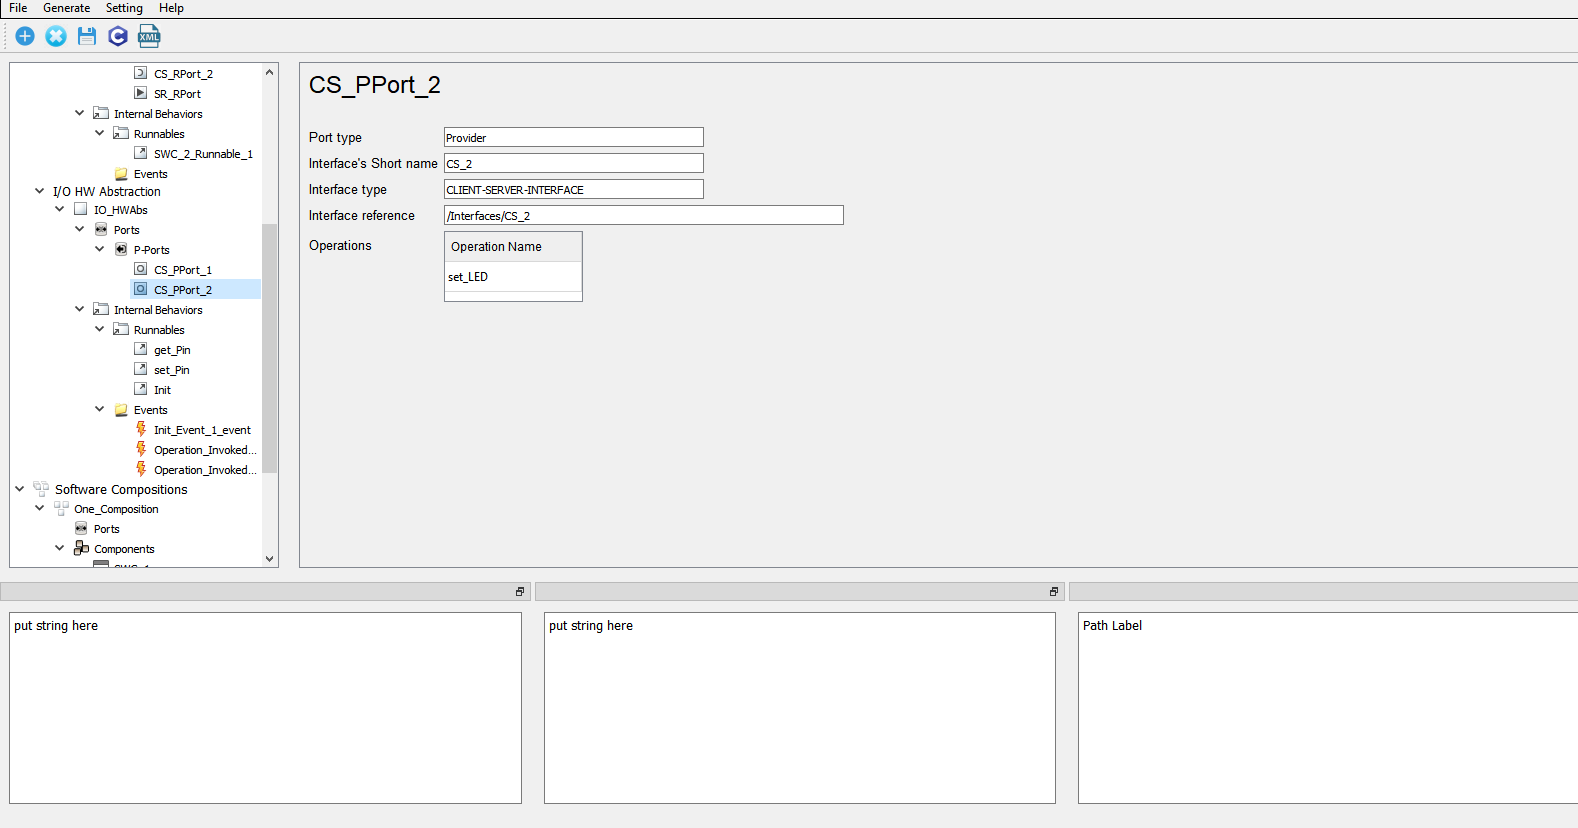 File Generate Setting Help
C XML
CS_RPort_2
SR_RPort
Internal Behaviors
Runnables
SWC_2_Runnable_1
Events
I/O HW Abstraction
IO_HWAbs
Ports
P-Ports
CS_PPort_1
CS_PPort_2
Internal Behaviors
Runnables
get_Pin
set_Pin
Init
Events
Init_Event_1_event
Operation_Invoked...
Operation_Invoked...
Software Compositions
One_Composition
Ports
Components
CS_PPort_2
Port type Provider
Interface's Short name CS_2
Interface type CLIENT-SERVER-INTERFACE
Interface reference /Interfaces/CS_2
Operations Operation Name
set_LED
put string here
put string here
Path Label